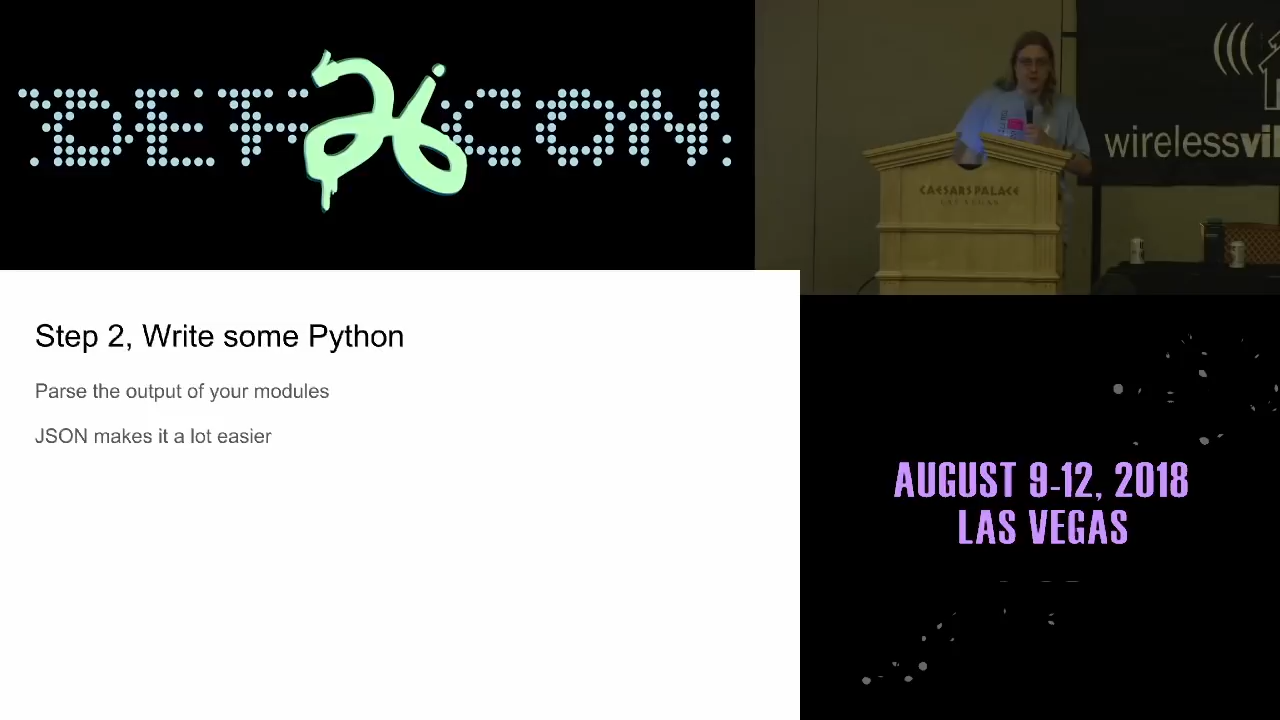 DEF CON
26
wirelessvil
CAESARS PALACE
LAS VEGAS
Step 2, Write some Python
Parse the output of your modules
JSON makes it a lot easier
AUGUST 9-12, 2018
LAS VEGAS